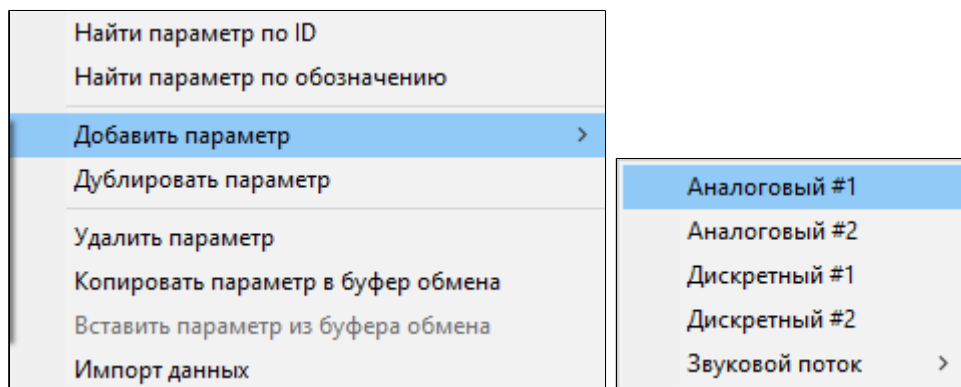 Найти параметр по ID
Найти параметр по обозначению
Добавить параметр
Дублировать параметр
Удалить параметр
Копировать параметр в буфер обмена
Вставить параметр из буфера обмена
Импорт данных
Аналоговый #1
Аналоговый #2
Дискретный #1
Дискретный #2
Звуковой поток